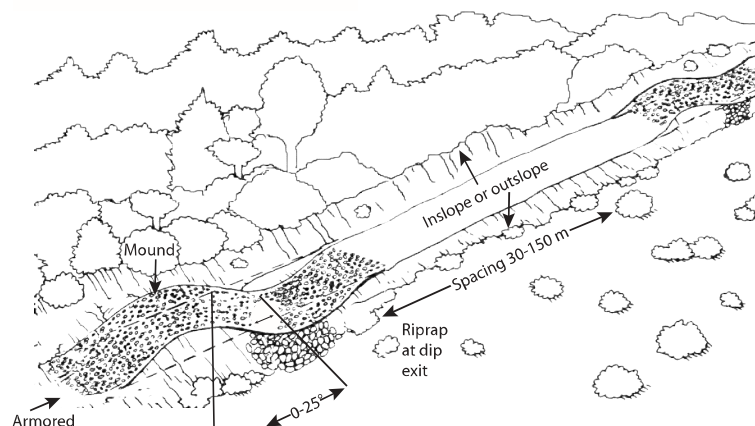 Mound
Inslope or outslope
Spacing 30-150 m
Riprap
at dip
exit
0-25°
Armored